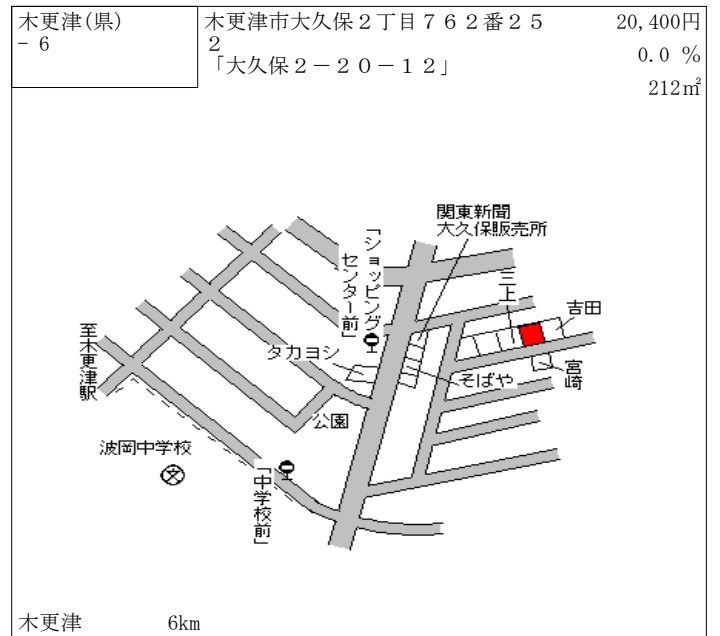 木更津(県)
- 6
木更津市大久保２丁目７６２番２５
２
「大久保２－２０－１２」
20,400円
0.0 %
212㎡
関東新聞
大久保販売所
「ショッピング
センター前」
三上
吉田
至木更津駅
タカヨシ
そばや
宮崎
公園
波岡中学校
文
「中学校前」
木更津 6km